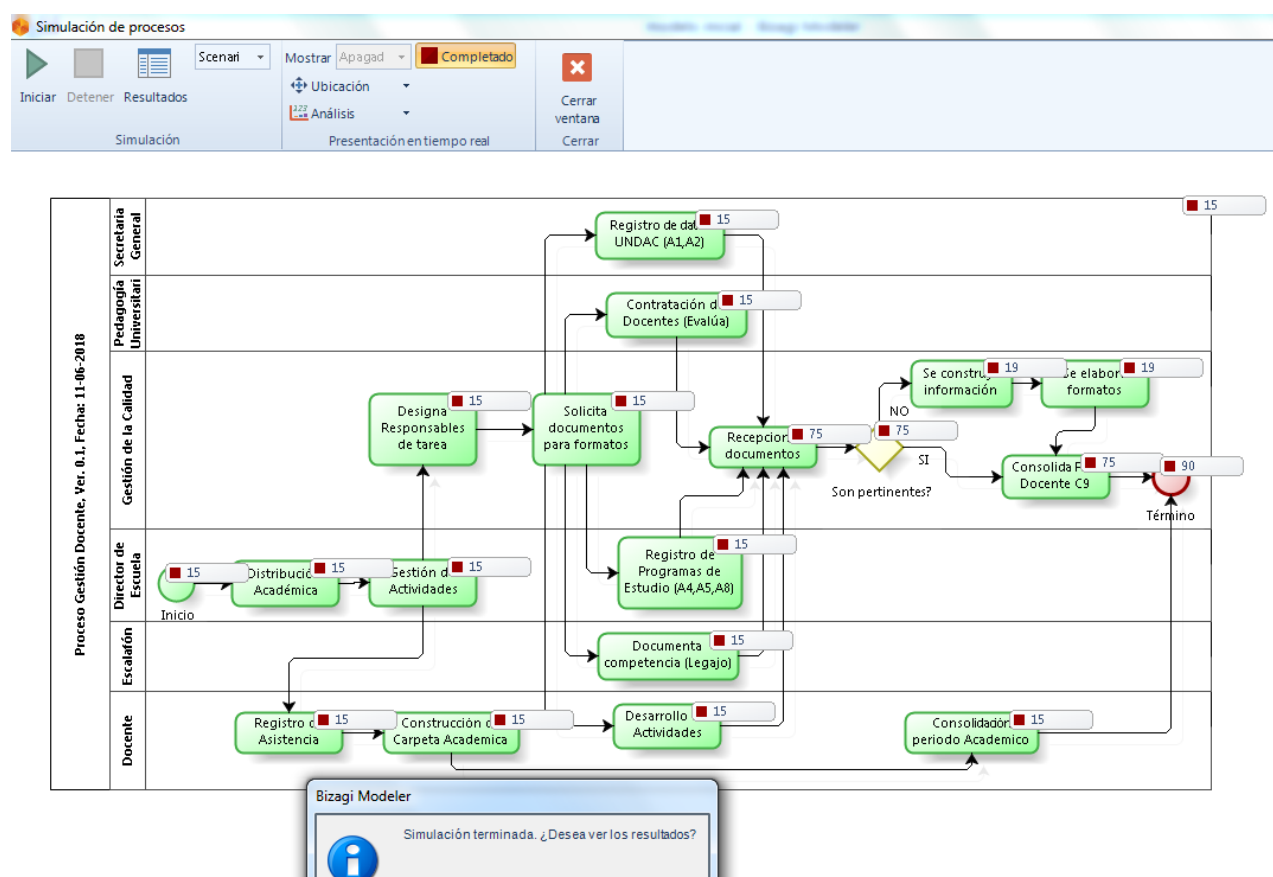 Simulación de procesos
Modelo inicial - Bizagi Modeler
Iniciar
Detener
Resultados
Scenari
Simulación
Mostrar
Apagad
Completado
Ubicación
123
Análisis
Presentación en tiempo real
Cerrar
ventana
Cerrar
Proceso Gestión Docente, Ver. 0.1, Fecha: 11-06-2018
15
Secretaria
General
Registro de dat
15
UNDAC (A1,A2)
Pedagogía
Universitari
Contratación d
15
Docentes (Evalúa)
Gestión de la Calidad
Designa
15
Responsables
de tarea
Solicita
15
documentos
para formatos
Recepcion
75
documentos
75
NO
SI
Son pertinentes?
Se constru
19
información
e elabor
19
formatos
Consolida
75
Docente C9
90
Término
Director de
Escuela
15
Inicio
Distribució
15
Académica
Gestión d
15
Actividades
Registro de
15
Programas de
Estudio (A4,A5,A8)
Escalafón
Documenta
15
competencia (Legajo)
Docente
Registro
15
Asistencia
Construcción
15
Carpeta Academica
Desarrollo
15
Actividades
Consolidación
15
periodo Academico
Bizagi Modeler
Simulación terminada. ¿Desea ver los resultados?